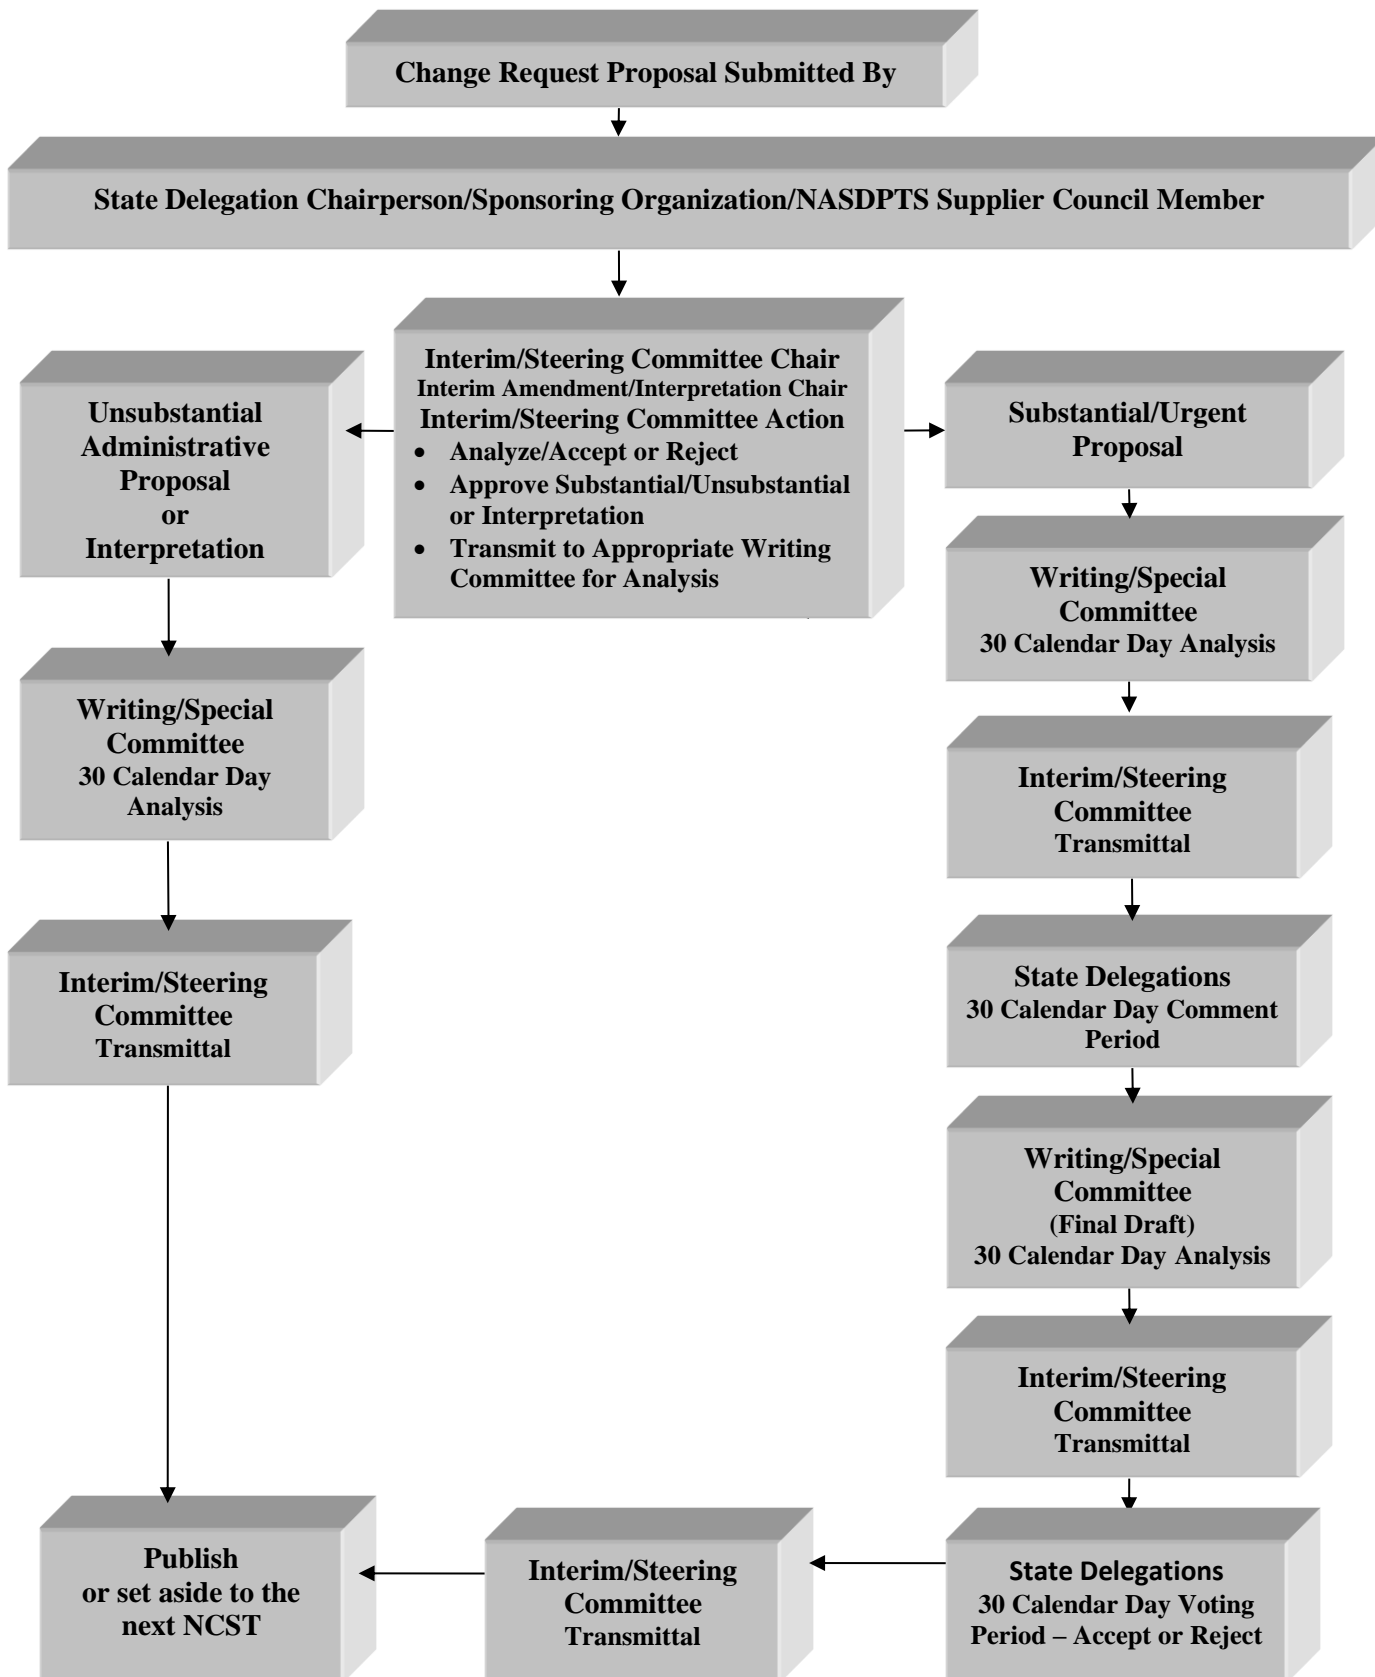 Change Request Proposal Submitted By
State Delegation Chairperson/Sponsoring Organization/NASDPTS Supplier Council Member
Interim/Steering Committee Chair
Interim Amendment/Interpretation Chair
Interim/Steering Committee Action
• Analyze/Accept or Reject
• Approve Substantial/Unsubstantial
or Interpretation
• Transmit to Appropriate Writing
Committee for Analysis
Unsubstantial
Administrative
Proposal
or
Interpretation
Writing/Special
Committee
30 Calendar Day
Analysis
Interim/Steering
Committee
Transmittal
Substantial/Urgent
Proposal
Writing/Special
Committee
30 Calendar Day Analysis
Interim/Steering
Committee
Transmittal
State Delegations
30 Calendar Day Comment
Period
Writing/Special
Committee
(Final Draft)
30 Calendar Day Analysis
Interim/Steering
Committee
Transmittal
State Delegations
30 Calendar Day Voting
Period – Accept or Reject
Interim/Steering
Committee
Transmittal
Publish
or set aside to the
next NCST